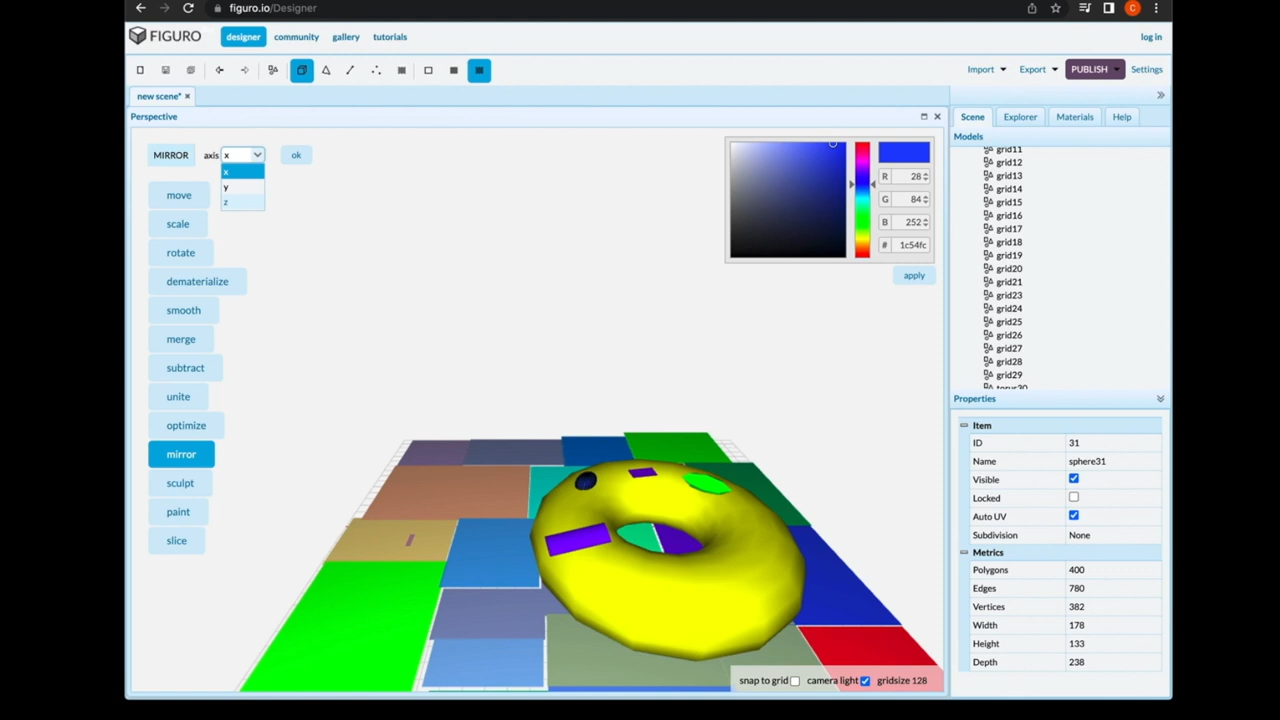 figuro.io/Designer
C
FIGURO designer community gallery tutorials log in
Import Export PUBLISH Settings
new scene*
Perspective
MIRROR axis x ok
x
y
z
move
scale
rotate
dematerialize
smooth
merge
subtract
unite
optimize
mirror
sculpt
paint
slice
R 28
G 84
B 252
# 1c54fc
apply
snap to grid camera light gridsize 128
Scene Explorer Materials Help
Models
grid11
grid12
grid13
grid14
grid15
grid16
grid17
grid18
grid19
grid20
grid21
grid23
grid24
grid25
grid26
grid27
grid28
grid29
torus30
Properties
Item
ID 31
Name sphere31
Visible
Locked
Auto UV
Subdivision None
Metrics
Polygons 400
Edges 780
Vertices 382
Width 178
Height 133
Depth 238